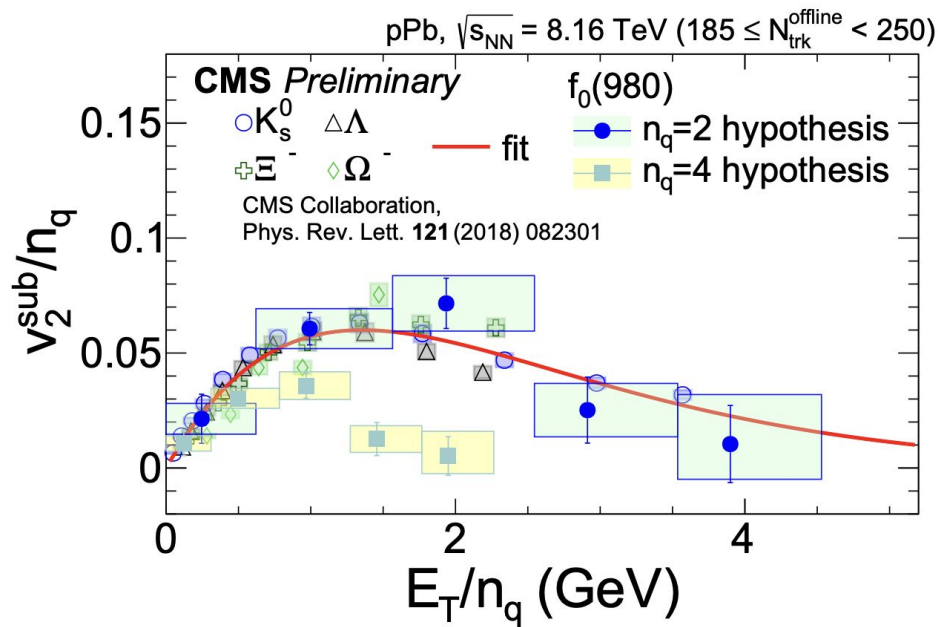 pPb, √s_NN = 8.16 TeV (185 ≤ N_trk^offline < 250)
CMS Preliminary
K_s^0 Λ
Ξ^- Ω^-
fit
CMS Collaboration,
Phys. Rev. Lett. 121 (2018) 082301
f_0(980)
n_q=2 hypothesis
n_q=4 hypothesis
v_2^sub/n_q
0.15
0.1
0.05
0
0 2 4
E_T/n_q (GeV)